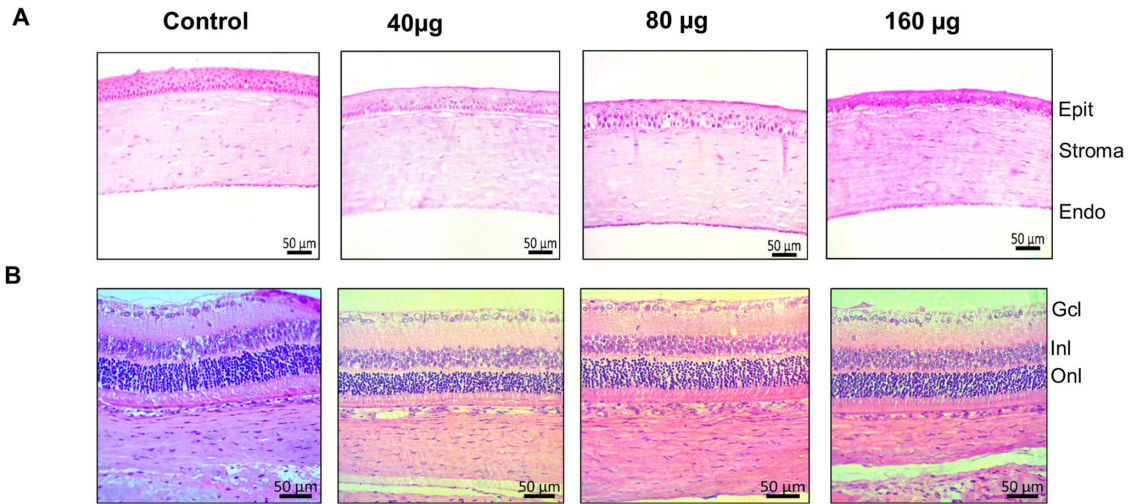 A
Control
40µg
80 µg
160 µg
Epit
Stroma
Endo
50 µm
50 µm
50 µm
50 µm
B
Gcl
Inl
Onl
50 µm
50 µm
50 µm
50 µm